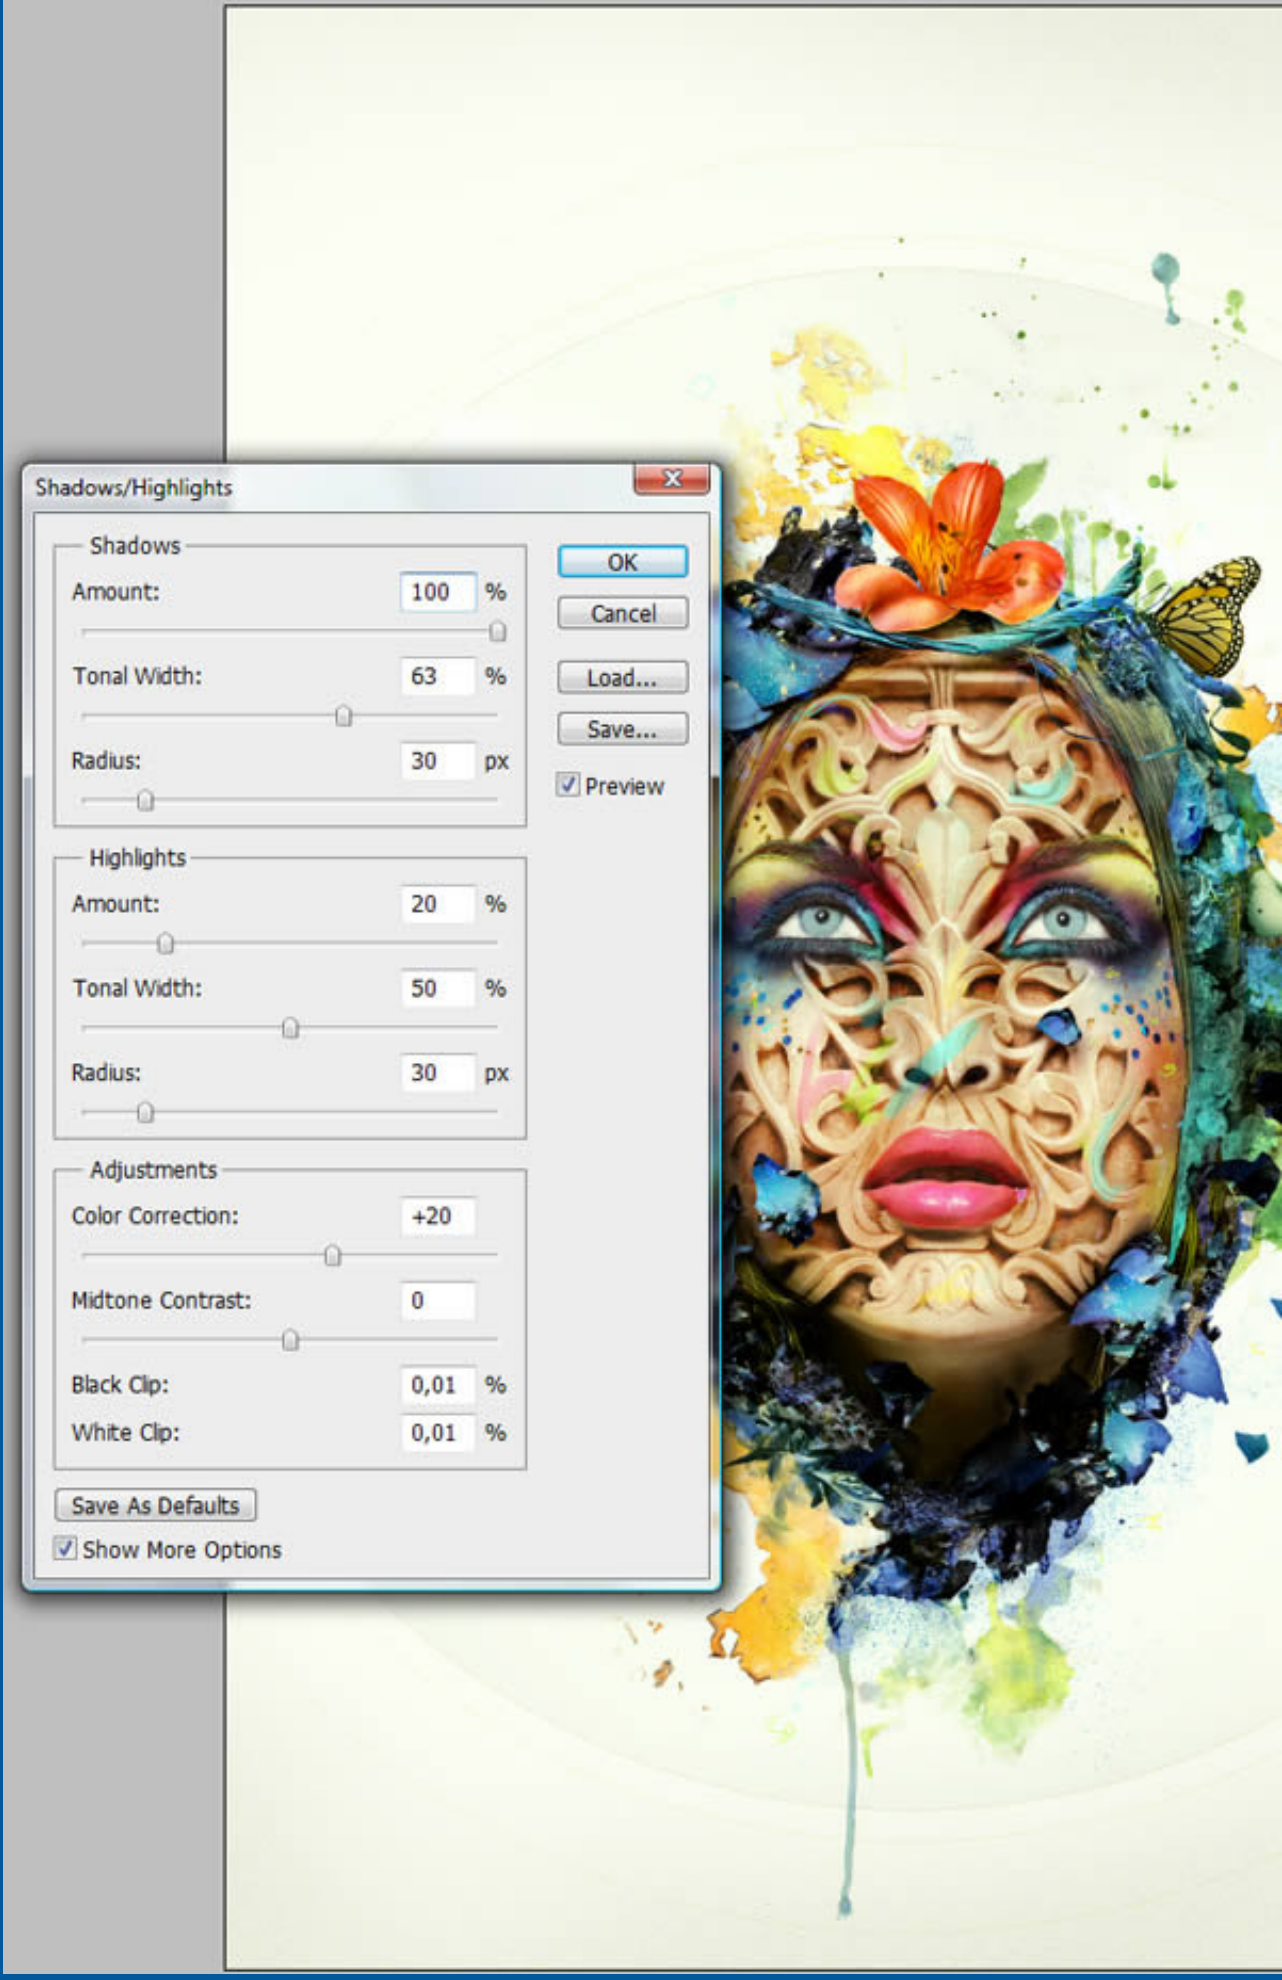 Shadows/Highlights
Shadows
Amount: 100 %
Tonal Width: 63 %
Radius: 30 px
Highlights
Amount: 20 %
Tonal Width: 50 %
Radius: 30 px
Adjustments
Color Correction: +20
Midtone Contrast: 0
Black Clip: 0,01 %
White Clip: 0,01 %
Save As Defaults
Show More Options
OK
Cancel
Load...
Save...
Preview